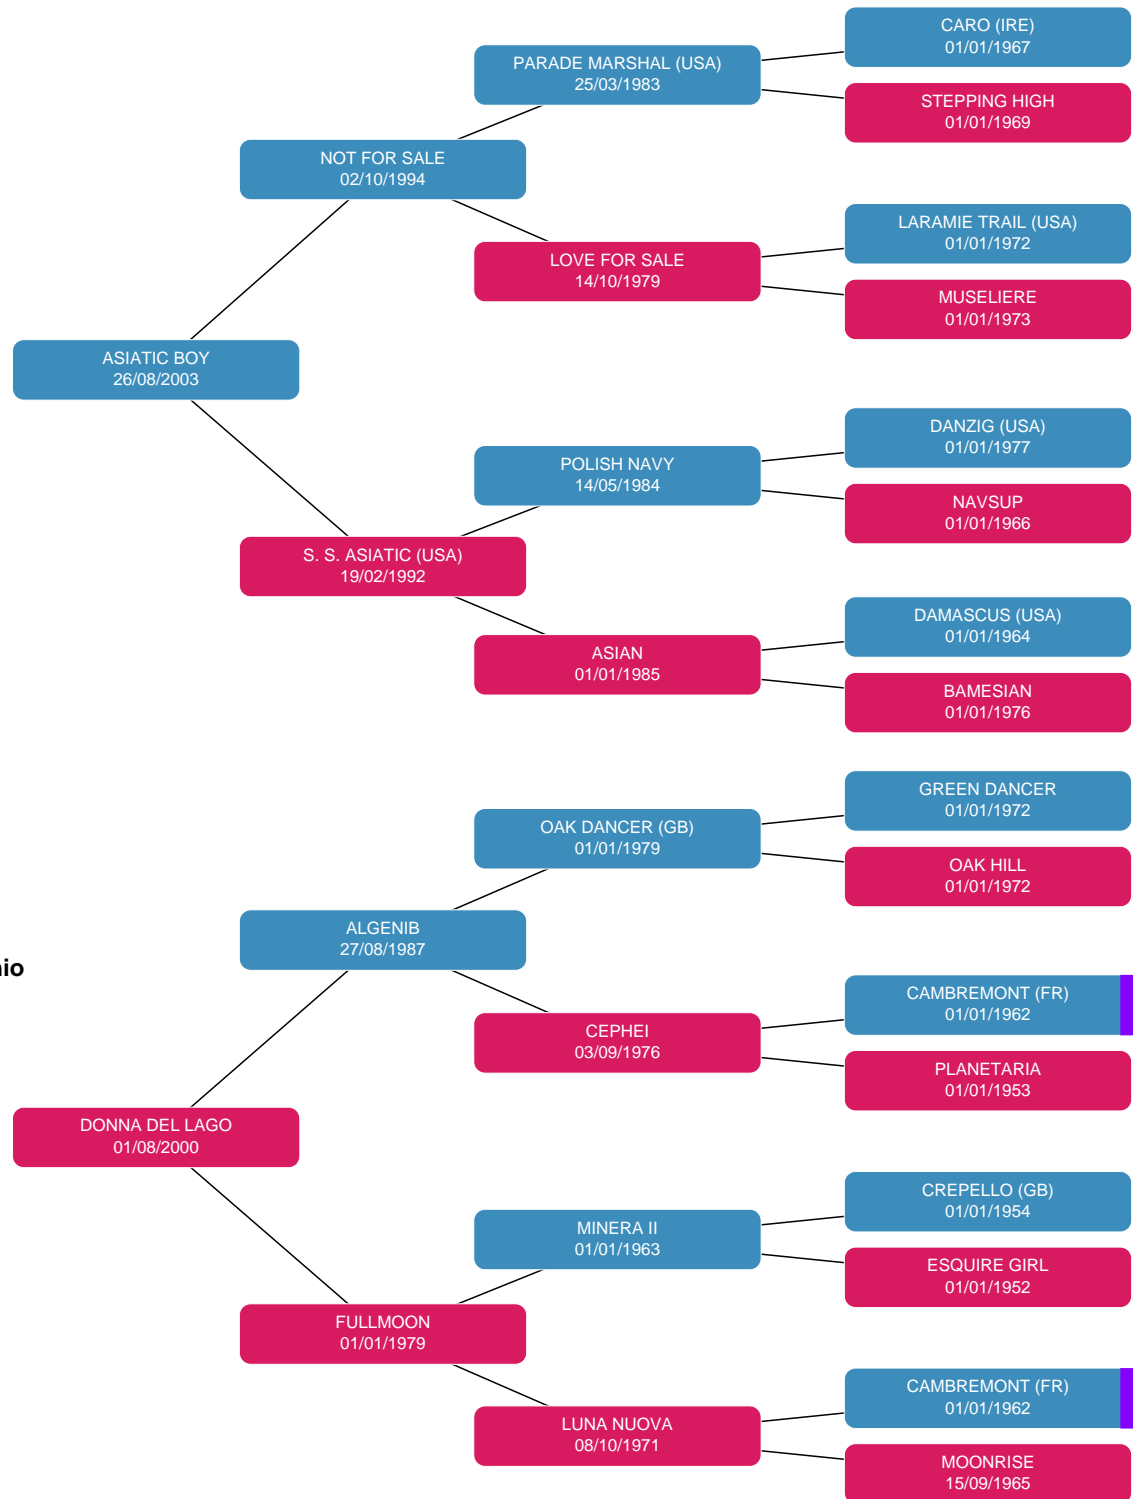 CARO (IRE)
01/01/1967
PARADE MARSHAL (USA)
25/03/1983
STEPPING HIGH
01/01/1969
NOT FOR SALE
02/10/1994
LARAMIE TRAIL (USA)
01/01/1972
LOVE FOR SALE
14/10/1979
MUSELIERE
01/01/1973
ASIATIC BOY
26/08/2003
DANZIG (USA)
01/01/1977
POLISH NAVY
14/05/1984
NAVSUP
01/01/1966
S. S. ASIATIC (USA)
19/02/1992
DAMASCUS (USA)
01/01/1964
ASIAN
01/01/1985
BAMESIAN
01/01/1976
GREEN DANCER
01/01/1972
OAK DANCER (GB)
01/01/1979
OAK HILL
01/01/1972
ALGENIB
27/08/1987
nio
CAMBREMONT (FR)
01/01/1962
CEPHEI
03/09/1976
PLANETARIA
01/01/1953
DONNA DEL LAGO
01/08/2000
CREPELLO (GB)
01/01/1954
MINERA II
01/01/1963
ESQUIRE GIRL
01/01/1952
FULLMOON
01/01/1979
CAMBREMONT (FR)
01/01/1962
LUNA NUOVA
08/10/1971
MOONRISE
15/09/1965